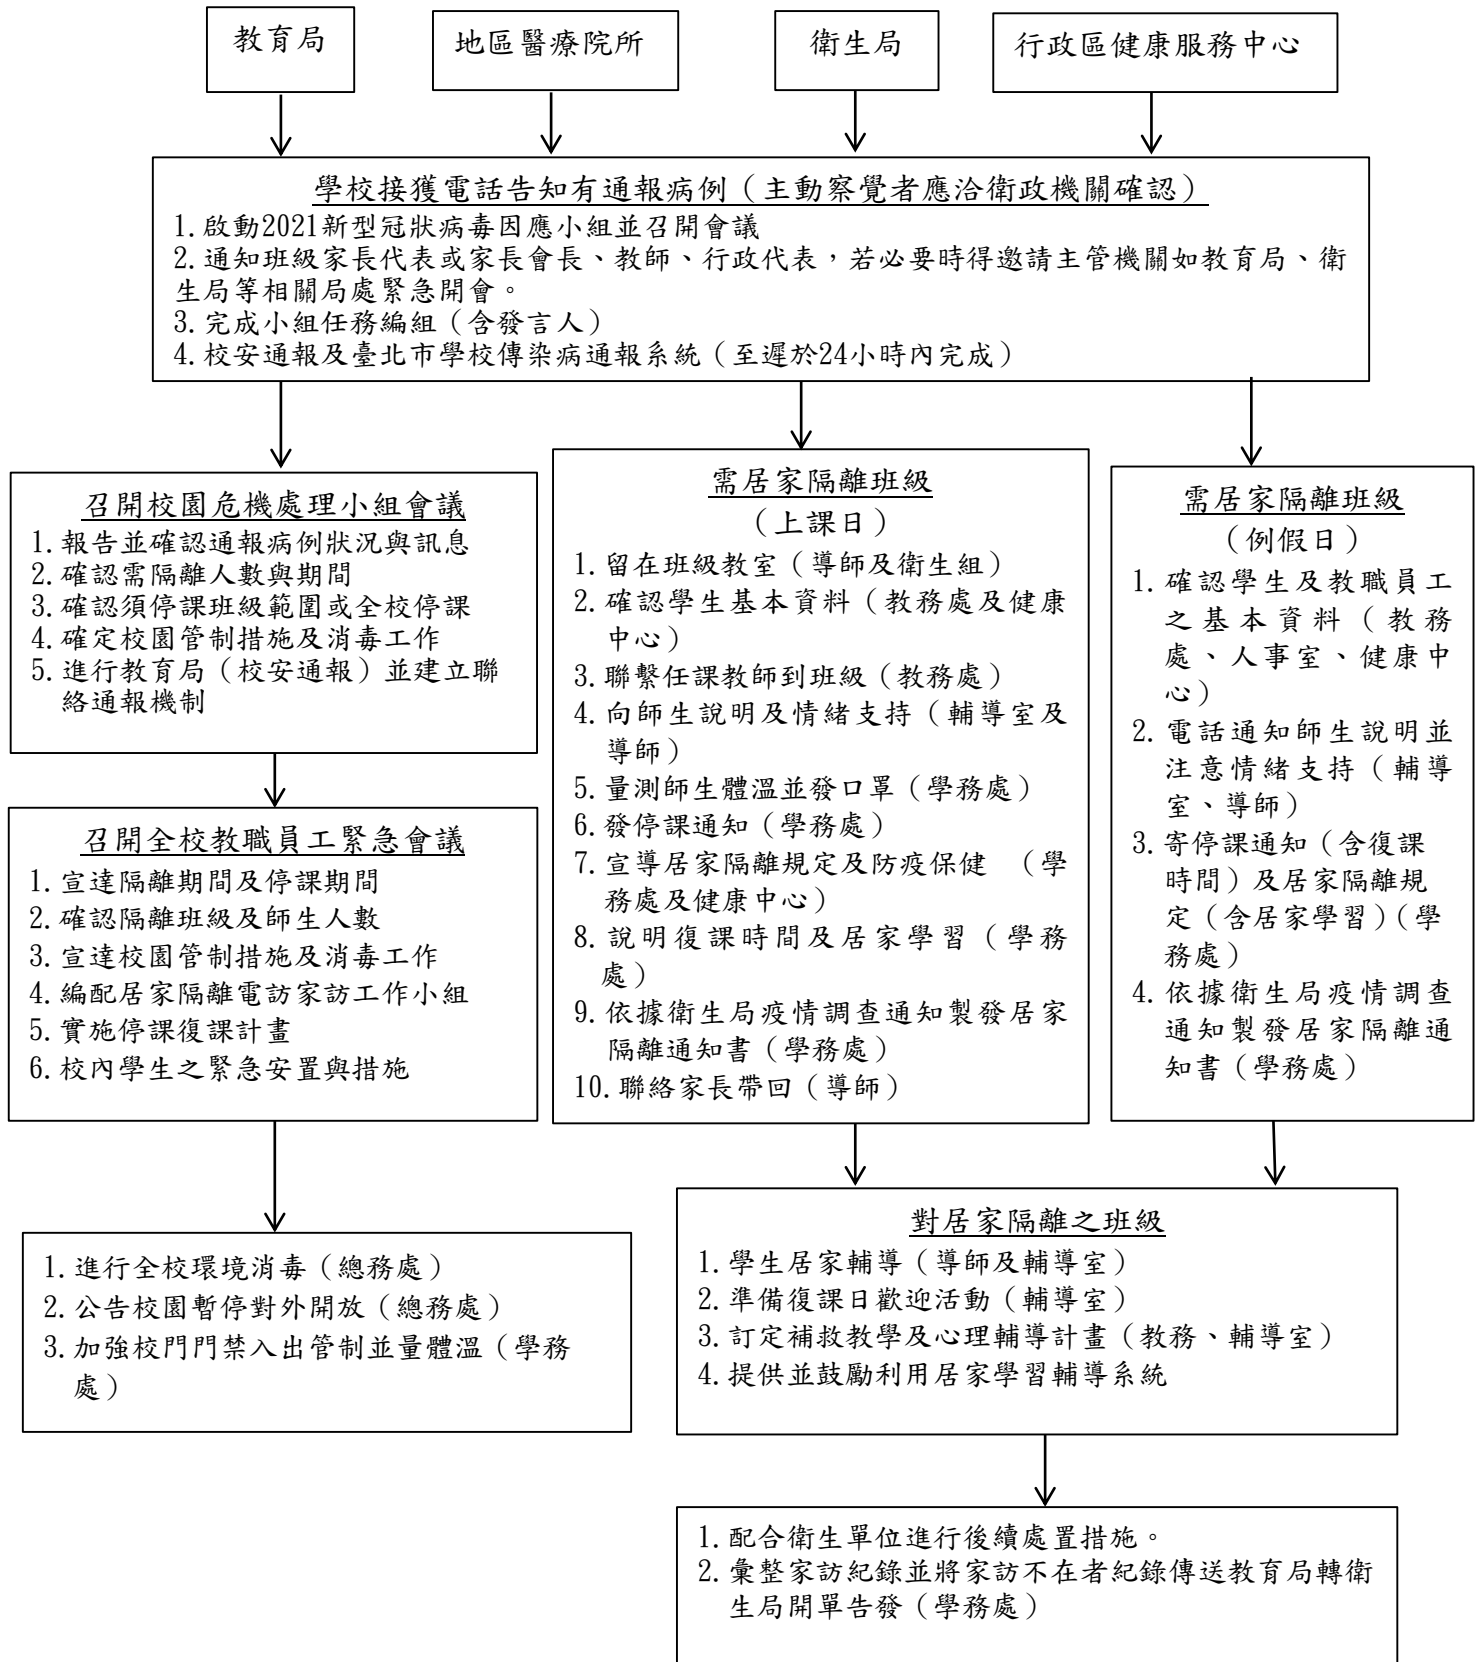 教育局
地區醫療院所
衛生局
行政區健康服務中心
學校接獲電話告知有通報病例（主動察覺者應洽衛政機關確認）
1.啟動2021新型冠狀病毒因應小組並召開會議
2.通知班級家長代表或家長會長、教師、行政代表，若必要時得邀請主管機關如教育局、衛
生局等相關局處緊急開會。
3.完成小組任務編組（含發言人）
4.校安通報及臺北市學校傳染病通報系統（至遲於24小時內完成）
召開校園危機處理小組會議
1.報告並確認通報病例狀況與訊息
2.確認需隔離人數與期間
3.確認須停課班級範圍或全校停課
4.確定校園管制措施及消毒工作
5.進行教育局（校安通報）並建立聯
絡通報機制
召開全校教職員工緊急會議
1.宣達隔離期間及停課期間
2.確認隔離班級及師生人數
3.宣達校園管制措施及消毒工作
4.編配居家隔離電訪家訪工作小組
5.實施停課復課計畫
6.校內學生之緊急安置與措施
1.進行全校環境消毒（總務處）
2.公告校園暫停對外開放（總務處）
3.加強校門門禁入出管制並量體溫（學務
處）
需居家隔離班級
（上課日）
1.留在班級教室（導師及衛生組）
2.確認學生基本資料（教務處及健康
中心）
3.聯繫任課教師到班級（教務處）
4.向師生說明及情緒支持（輔導室及
導師）
5.量測師生體溫並發口罩（學務處）
6.發停課通知（學務處）
7.宣導居家隔離規定及防疫保健 （學
務處及健康中心）
8.說明復課時間及居家學習（學務
處）
9.依據衛生局疫情調查通知製發居家
隔離通知書（學務處）
10.聯絡家長帶回（導師）
需居家隔離班級
（例假日）
1.確認學生及教職員工
之基本資料（教務
處、人事室、健康中
心）
2.電話通知師生說明並
注意情緒支持（輔導
室、導師）
3.寄停課通知（含復課
時間）及居家隔離規
定（含居家學習）（學
務處）
4.依據衛生局疫情調查
通知製發居家隔離通
知書（學務處）
對居家隔離之班級
1.學生居家輔導（導師及輔導室）
2.準備復課日歡迎活動（輔導室）
3.訂定補救教學及心理輔導計畫（教務、輔導室）
4.提供並鼓勵利用居家學習輔導系統
1.配合衛生單位進行後續處置措施。
2.彙整家訪紀錄並將家訪不在者紀錄傳送教育局轉衛
生局開單告發（學務處）